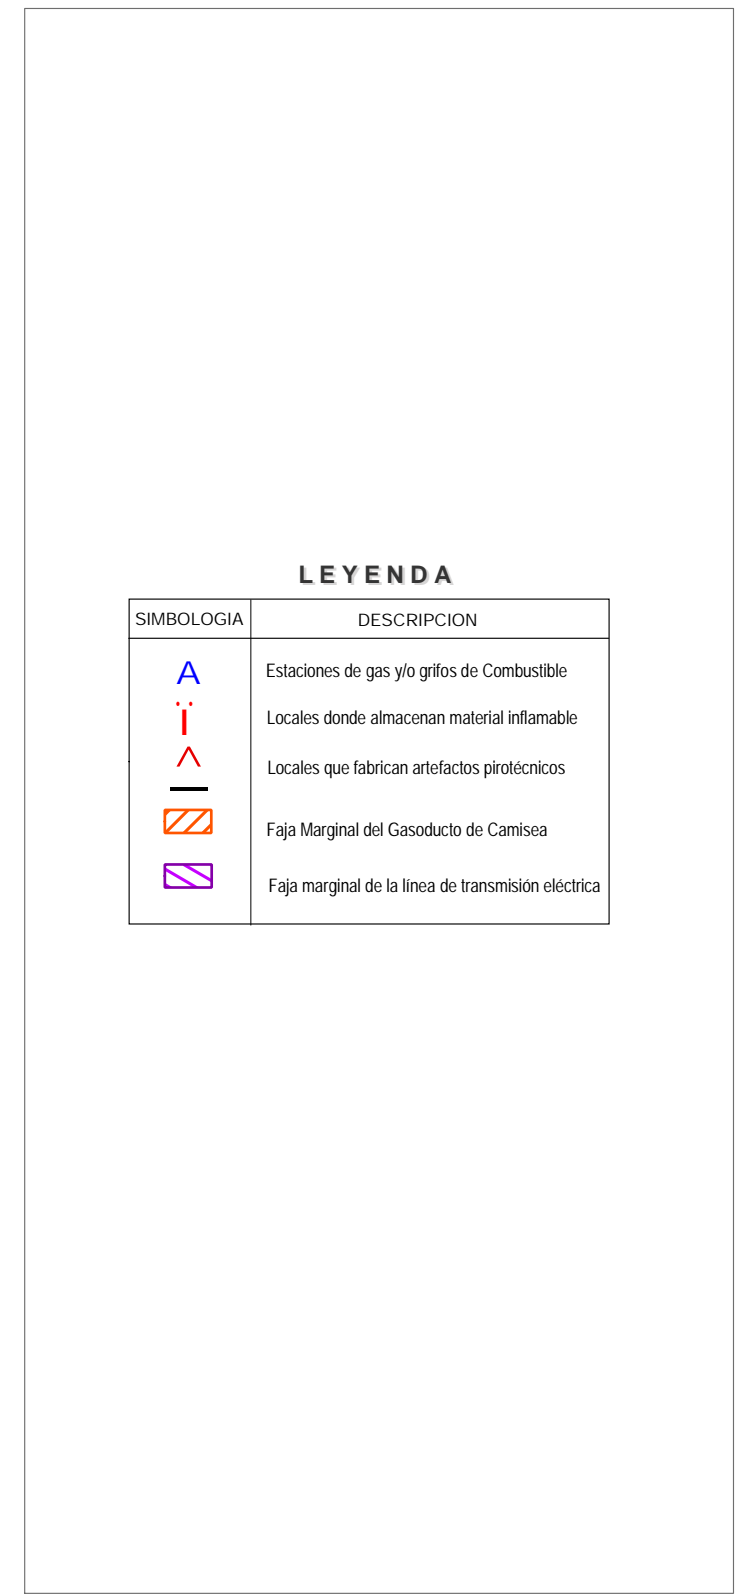 LEYENDA
SIMBOLOGIA DESCRIPCION
A Estaciones de gas y/o grifos de Combustible
ï Locales donde almacenan material inflamable
^ Locales que fabrican artefactos pirotécnicos
Faja Marginal del Gasoducto de Camisea
Faja marginal de la línea de transmisión eléctrica